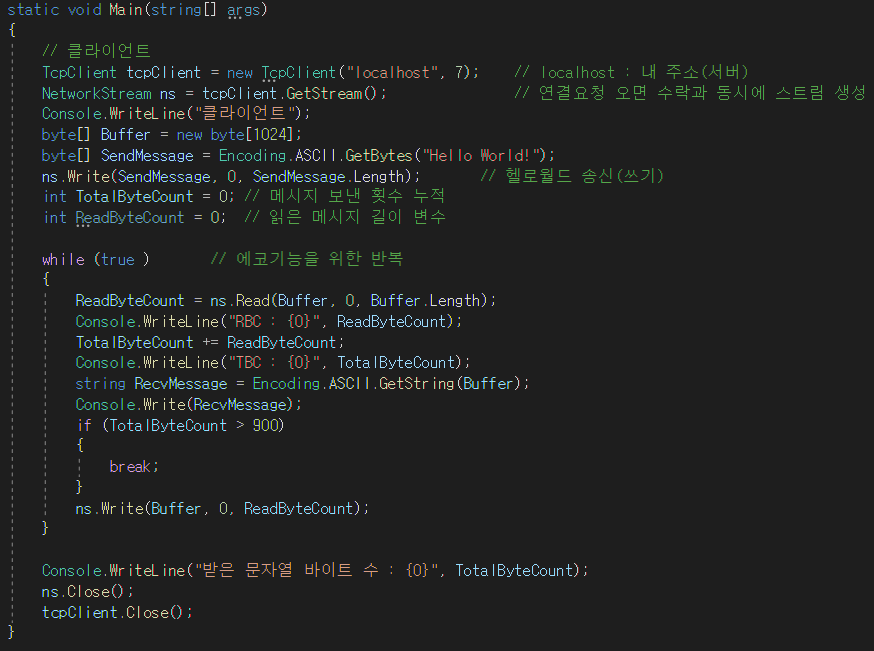 static void Main(string[] args)
{
// 클라이언트
TcpClient tcpClient = new TcpClient("localhost", 7); // localhost : 내 주소(서버)
NetworkStream ns = tcpClient.GetStream(); // 연결요청 오면 수락과 동시에 스트림 생성
Console.WriteLine("클라이언트");
byte[] Buffer = new byte[1024];
byte[] SendMessage = Encoding.ASCII.GetBytes("Hello World!");
ns.Write(SendMessage, 0, SendMessage.Length); // 헬로월드 송신(쓰기)
int TotalByteCount = 0; // 메시지 보낸 횟수 누적
int ReadByteCount = 0; // 읽은 메시지 길이 변수
while (true ) // 에코기능을 위한 반복
{
ReadByteCount = ns.Read(Buffer, 0, Buffer.Length);
Console.WriteLine("RBC : {0}", ReadByteCount);
TotalByteCount += ReadByteCount;
Console.WriteLine("TBC : {0}", TotalByteCount);
string RecvMessage = Encoding.ASCII.GetString(Buffer);
Console.Write(RecvMessage);
if (TotalByteCount > 900)
{
break;
}
ns.Write(Buffer, 0, ReadByteCount);
}
Console.WriteLine("받은 문자열 바이트 수 : {0}", TotalByteCount);
ns.Close();
tcpClient.Close();
}